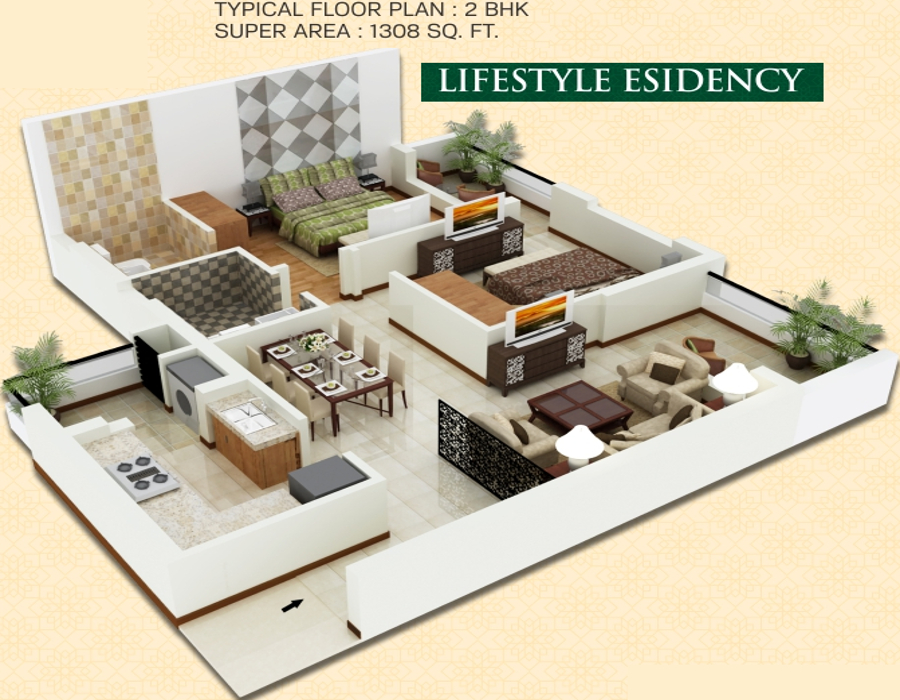 TYPICAL FLOOR PLAN : 2 BHK
SUPER AREA : 1308 SQ. FT.
LIFESTYLE ESIDENCY